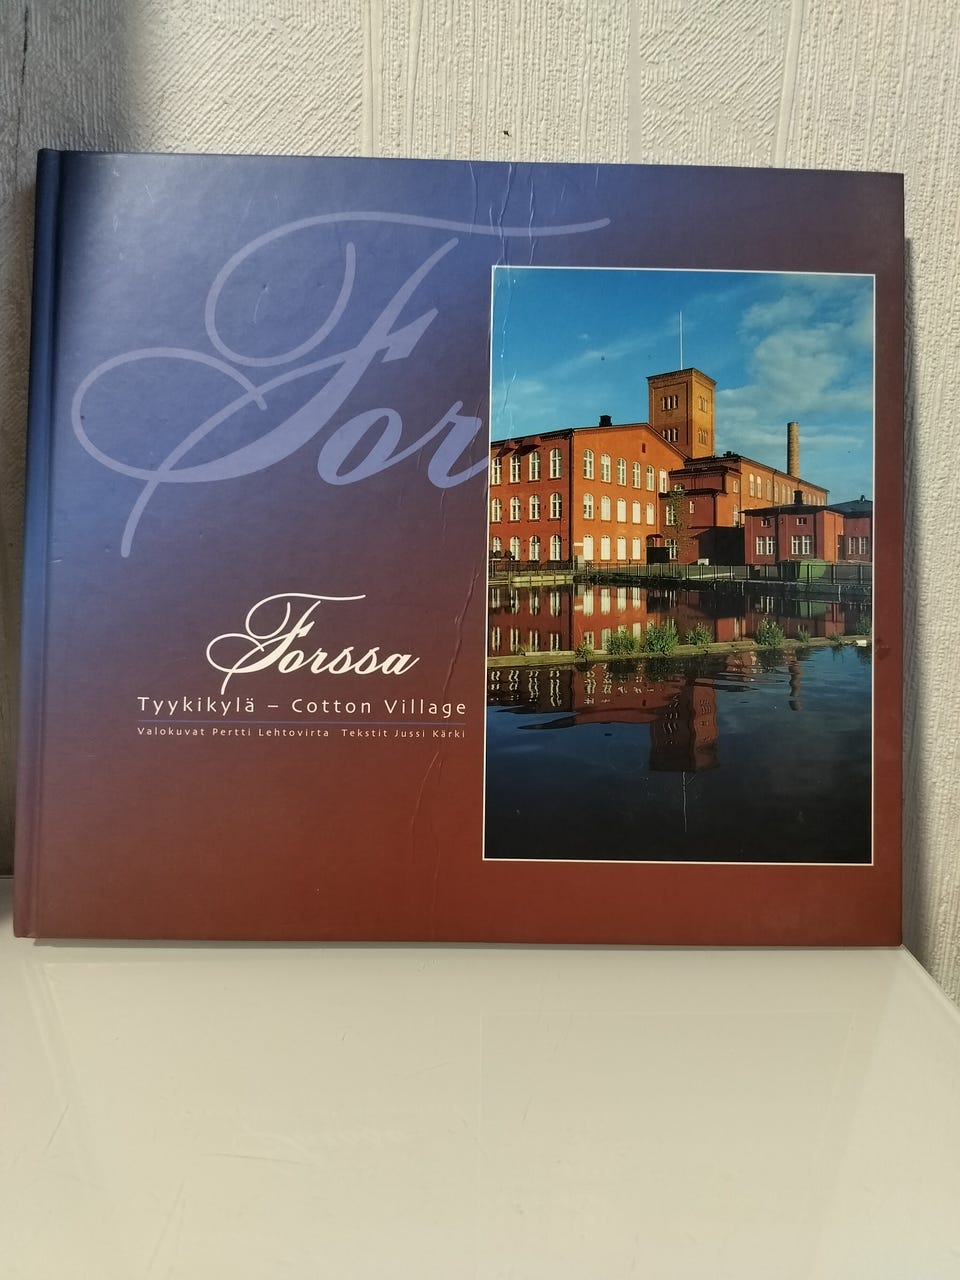 For
Forssa
Tyykikylä – Cotton Village
Valokuvat Pertti Lehtovirta Tekstit Jussi Kärki